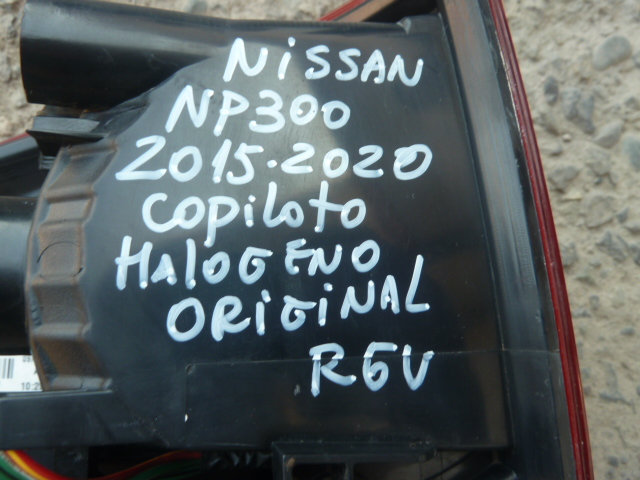 NiSSAN
NP300
2015-2020
Copiloto
HAlOGENO
ORiGiNAL
RGV